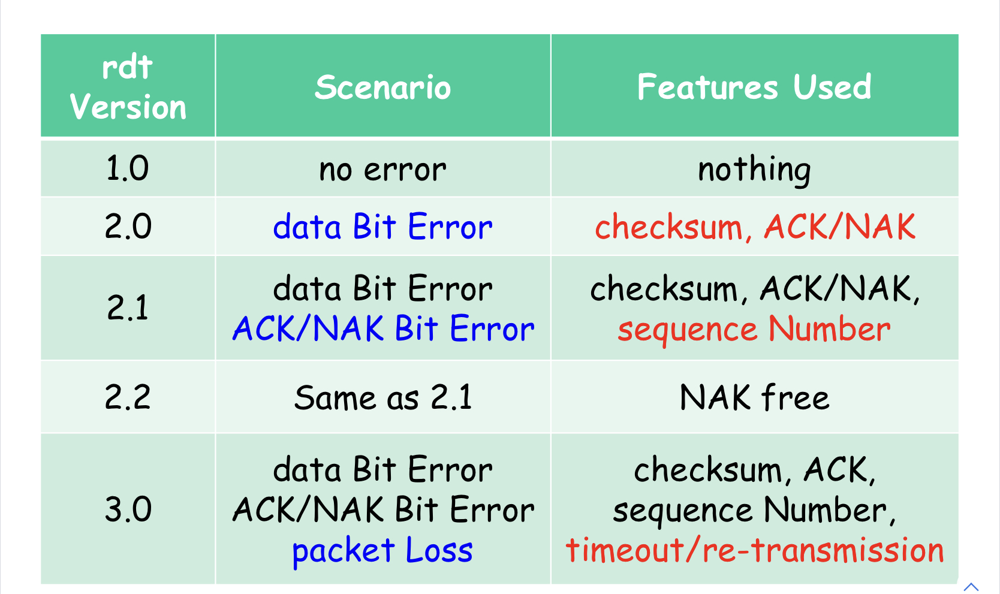 rdt
Version
Scenario
Features Used
1.0
no error
nothing
2.0
data Bit Error
checksum, ACK/NAK
2.1
data Bit Error
ACK/NAK Bit Error
checksum, ACK/NAK,
sequence Number
2.2
Same as 2.1
NAK free
3.0
data Bit Error
ACK/NAK Bit Error
packet Loss
checksum, ACK,
sequence Number,
timeout/re-transmission